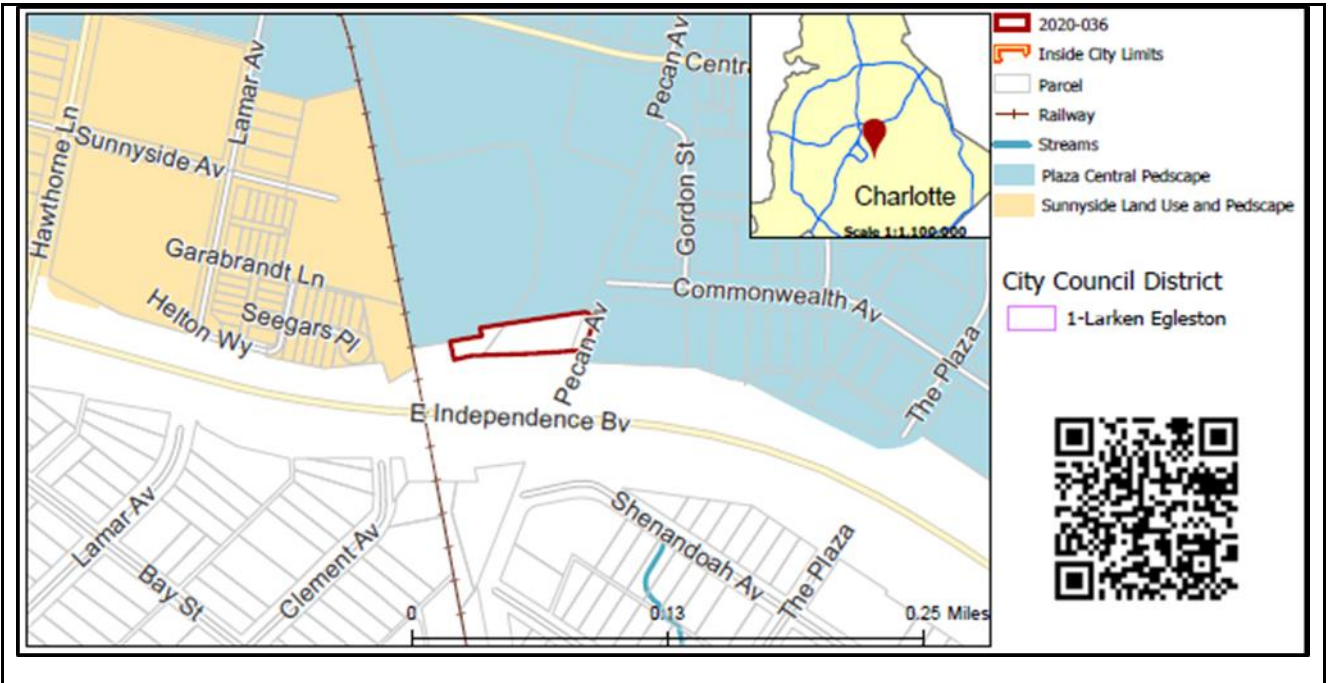 Hawthorne Ln
Sunnyside Av
Lamar Av
Garabrandt Ln
Helton Wy
Seegars Pl
Pecan Av
Centr
Gordon St
Commonwealth Av
The Plaza
Pecan Av
E Independence Bv
Lamar Av
Bay St
Clement Av
Shenandoah Av
The Plaza
0
0.13
0.25 Miles
Charlotte
Scale 1:1,100,000
2020-036
Inside City Limits
Parcel
Railway
Streams
Plaza Central Pedscape
Sunnyside Land Use and Pedscape
City Council District
1-Larken Egleston